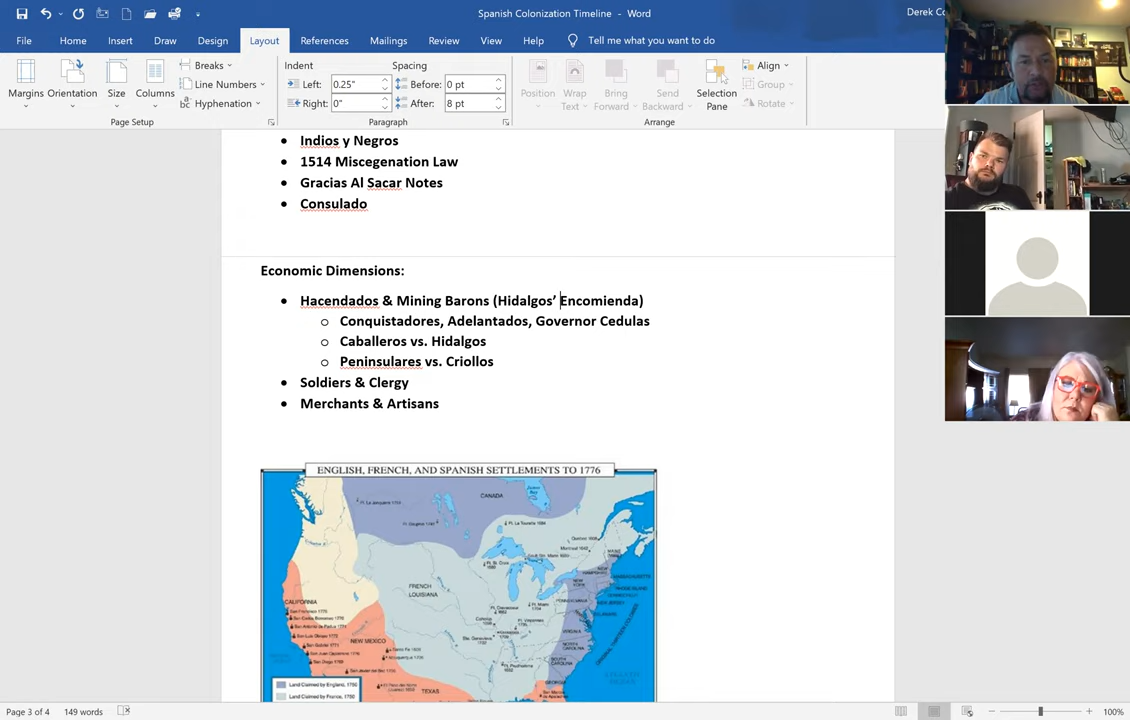 Spanish Colonization Timeline - Word
Derek Co
File Home Insert Draw Design Layout References Mailings Review View Help Tell me what you want to do
Margins Orientation Size Columns
Breaks
Line Numbers
Hyphenation
Page Setup
Indent Spacing
Left: 0.25" Before: 0 pt
Right: 0" After: 8 pt
Paragraph
Position Wrap Text Bring Forward Send Backward Selection Pane
Align
Group
Rotate
Arrange
• Indios y Negros
• 1514 Miscegenation Law
• Gracias Al Sacar Notes
• Consulado
Economic Dimensions:
• Hacendados & Mining Barons (Hidalgos’ Encomienda)
o Conquistadores, Adelantados, Governor Cedulas
o Caballeros vs. Hidalgos
o Peninsulares vs. Criollos
• Soldiers & Clergy
• Merchants & Artisans
ENGLISH, FRENCH, AND SPANISH SETTLEMENTS TO 1776
CANADA
FRENCH
LOUISIANA
CALIFORNIA
NEW MEXICO
TEXAS
Land Claimed by England, 1750
Land Claimed by France, 1750
Page 3 of 4 149 words
100%